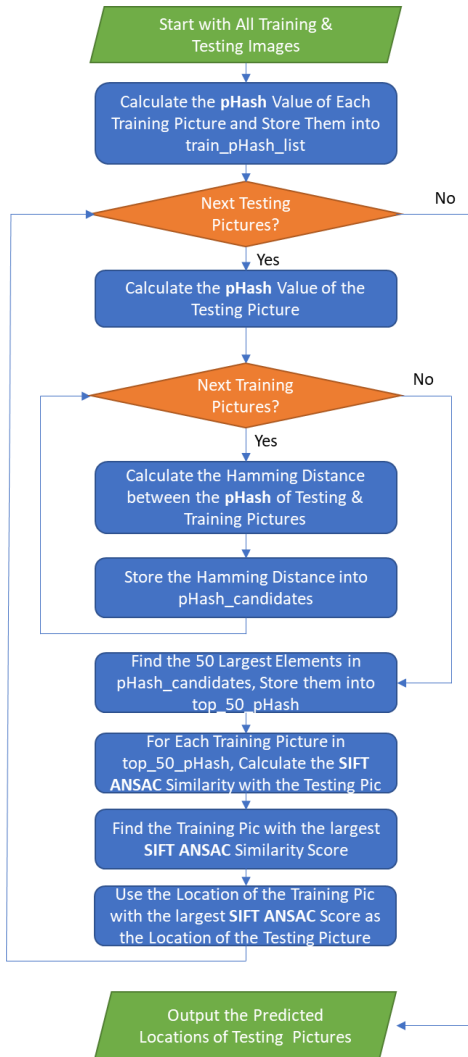 Start with All Training &
Testing Images
Calculate the pHash Value of Each
Training Picture and Store Them into
train_pHash_list
Next Testing
Pictures?
No
Yes
Calculate the pHash Value of the
Testing Picture
Next Training
Pictures?
No
Yes
Calculate the Hamming Distance
between the pHash of Testing &
Training Pictures
Store the Hamming Distance into
pHash_candidates
Find the 50 Largest Elements in
pHash_candidates, Store them into
top_50_pHash
For Each Training Picture in
top_50_pHash, Calculate the SIFT
ANSAC Similarity with the Testing Pic
Find the Training Pic with the largest
SIFT ANSAC Similarity Score
Use the Location of the Training Pic
with the largest SIFT ANSAC Score as
the Location of the Testing Picture
Output the Predicted
Locations of Testing Pictures